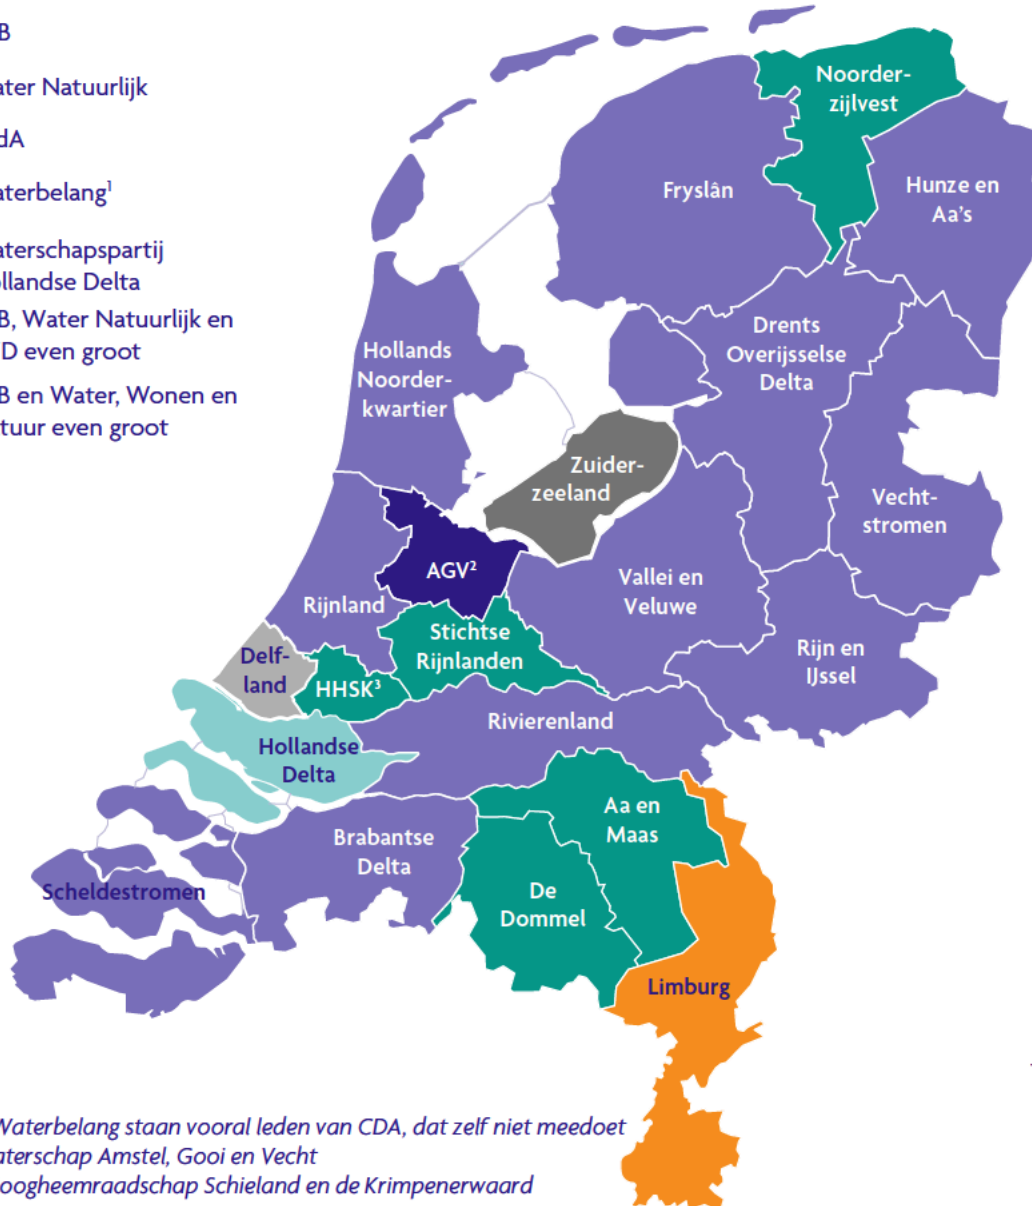 B
ater Natuurlijk
dA
aterbelang¹
aterschapspartij
ollandse Delta
B, Water Natuurlijk en
D even groot
B en Water, Wonen en
tuur even groot
Noorder-
zijlvest
Fryslân
Hunze en
Aa's
Drents
Overijsselse
Delta
Hollands
Noorder-
kwartier
Zuider-
zeeland
Vecht-
stromen
AGV²
Vallei en
Veluwe
Rijnland
Stichtse
Rijnlanden
Rijn en
IJssel
Delf-
land
HHSK³
Rivierenland
Hollandse
Delta
Aa en
Maas
Brabantse
Delta
De
Dommel
Scheldestromen
Limburg
Waterbelang staan vooral leden van CDA, dat zelf niet meedoet
aterschap Amstel, Gooi en Vecht
oogheemraadschap Schieland en de Krimpenerwaard